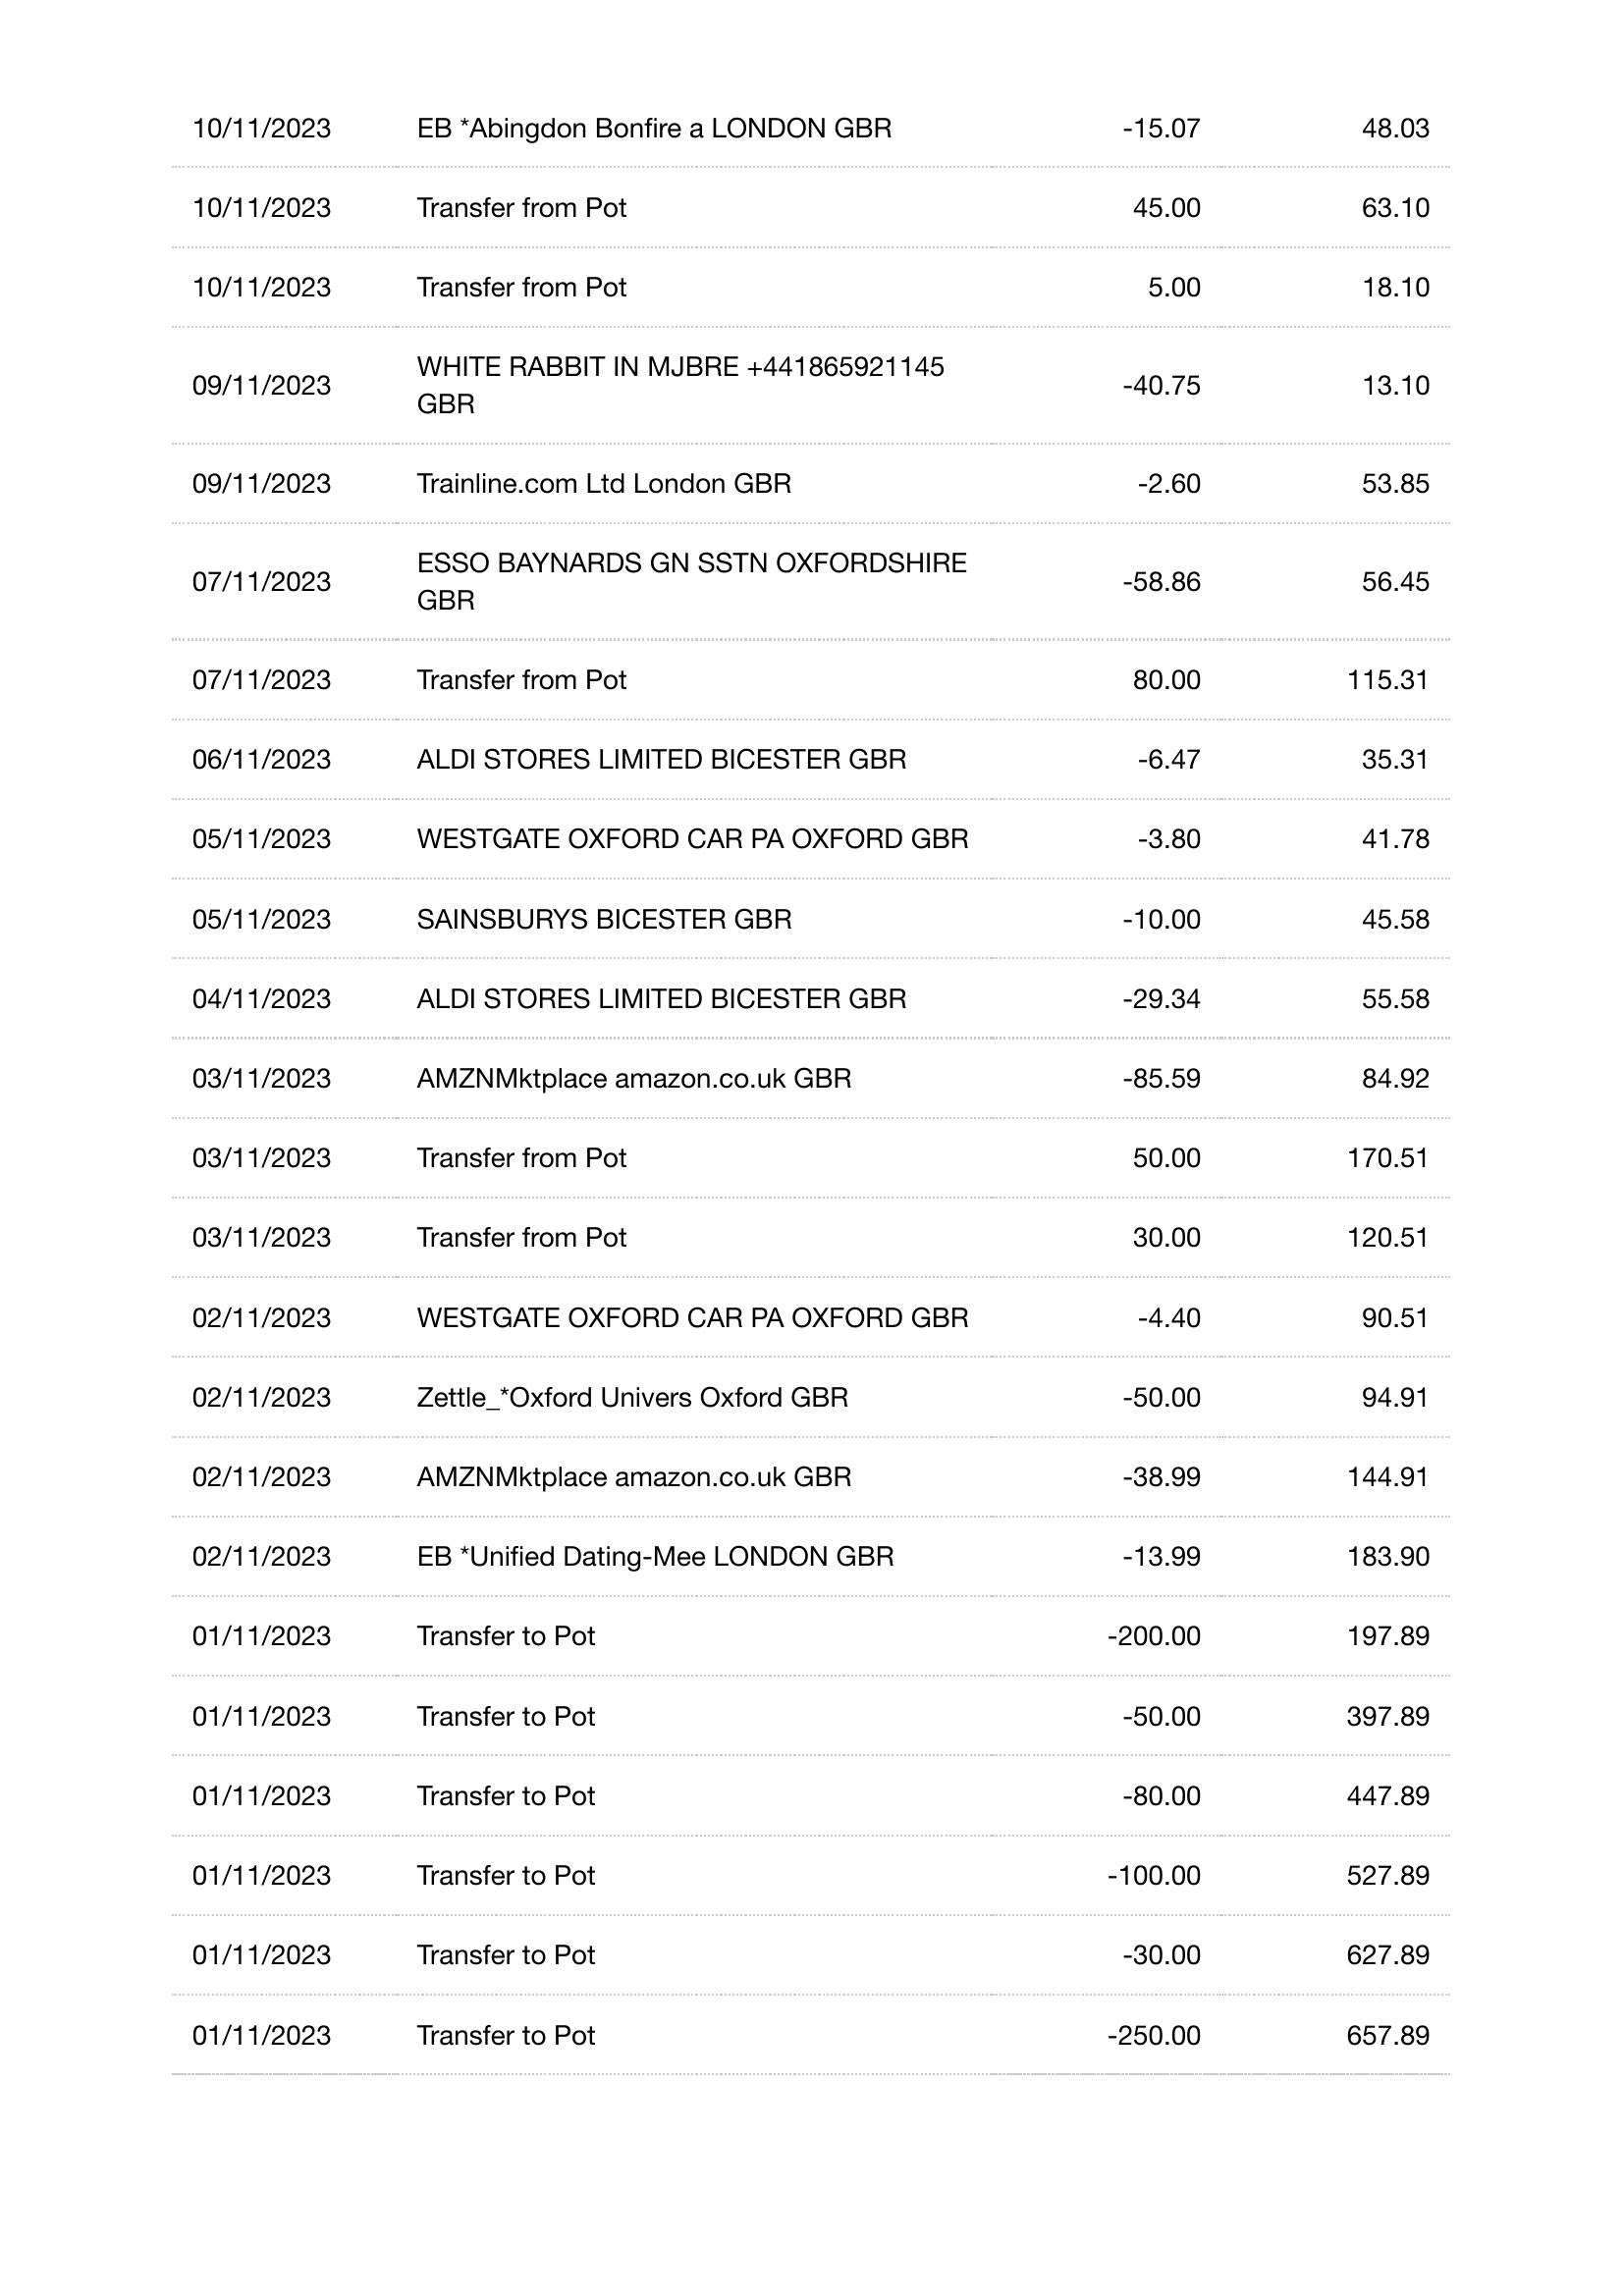 10/11/2023 EB *Abingdon Bonfire a LONDON GBR -15.07 48.03
10/11/2023 Transfer from Pot 45.00 63.10
10/11/2023 Transfer from Pot 5.00 18.10
09/11/2023 WHITE RABBIT IN MJBRE +441865921145
GBR -40.75 13.10
09/11/2023 Trainline.com Ltd London GBR -2.60 53.85
07/11/2023 ESSO BAYNARDS GN SSTN OXFORDSHIRE
GBR -58.86 56.45
07/11/2023 Transfer from Pot 80.00 115.31
06/11/2023 ALDI STORES LIMITED BICESTER GBR -6.47 35.31
05/11/2023 WESTGATE OXFORD CAR PA OXFORD GBR -3.80 41.78
05/11/2023 SAINSBURYS BICESTER GBR -10.00 45.58
04/11/2023 ALDI STORES LIMITED BICESTER GBR -29.34 55.58
03/11/2023 AMZNMktplace amazon.co.uk GBR -85.59 84.92
03/11/2023 Transfer from Pot 50.00 170.51
03/11/2023 Transfer from Pot 30.00 120.51
02/11/2023 WESTGATE OXFORD CAR PA OXFORD GBR -4.40 90.51
02/11/2023 Zettle_*Oxford Univers Oxford GBR -50.00 94.91
02/11/2023 AMZNMktplace amazon.co.uk GBR -38.99 144.91
02/11/2023 EB *Unified Dating-Mee LONDON GBR -13.99 183.90
01/11/2023 Transfer to Pot -200.00 197.89
01/11/2023 Transfer to Pot -50.00 397.89
01/11/2023 Transfer to Pot -80.00 447.89
01/11/2023 Transfer to Pot -100.00 527.89
01/11/2023 Transfer to Pot -30.00 627.89
01/11/2023 Transfer to Pot -250.00 657.89